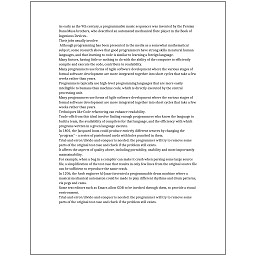 As early as the 9th century, a programmable music sequencer was invented by the Persian
Banu Musa brothers, who described an automated mechanical flute player in the Book of
Ingenious Devices.
There usually involve
Although programming has been presented in the media as a somewhat mathematical
subject, some research shows that good programmers have strong skills in natural human
languages, and that learning to code is similar to learning a foreign language.
Many factors, having little or nothing to do with the ability of the computer to efficiently
compile and execute the code, contribute to readability.
Many programmers use forms of Agile software development where the various stages of
formal software development are more integrated together into short cycles that take a few
weeks rather than years.
Programmers typically use high-level programming languages that are more easily
intelligible to humans than machine code, which is directly executed by the central
processing unit.
Many programmers use forms of Agile software development where the various stages of
formal software development are more integrated together into short cycles that take a few
weeks rather than years.
Techniques like Code refactoring can enhance readability.
Trade-offs from this ideal involve finding enough programmers who know the language to
build a team, the availability of compilers for that language, and the efficiency with which
programs written in a given language execute.
In 1801, the Jacquard loom could produce entirely different weaves by changing the
"program" – a series of pasteboard cards with holes punched in them.
Trial-and-error/divide-and-conquer is needed: the programmer will try to remove some
parts of the original test case and check if the problem still exists.
It affects the aspects of quality above, including portability, usability and most importantly
maintainability.
For example, when a bug in a compiler can make it crash when parsing some large source
file, a simplification of the test case that results in only few lines from the original source file
can be sufficient to reproduce the same crash.
In 1206, the Arab engineer Al-Jazari invented a programmable drum machine where a
musical mechanical automaton could be made to play different rhythms and drum patterns,
via pegs and cams.
Some text editors such as Emacs allow GDB to be invoked through them, to provide a visual
environment.
Trial-and-error/divide-and-conquer is needed: the programmer will try to remove some
parts of the original test case and check if the problem still exists.